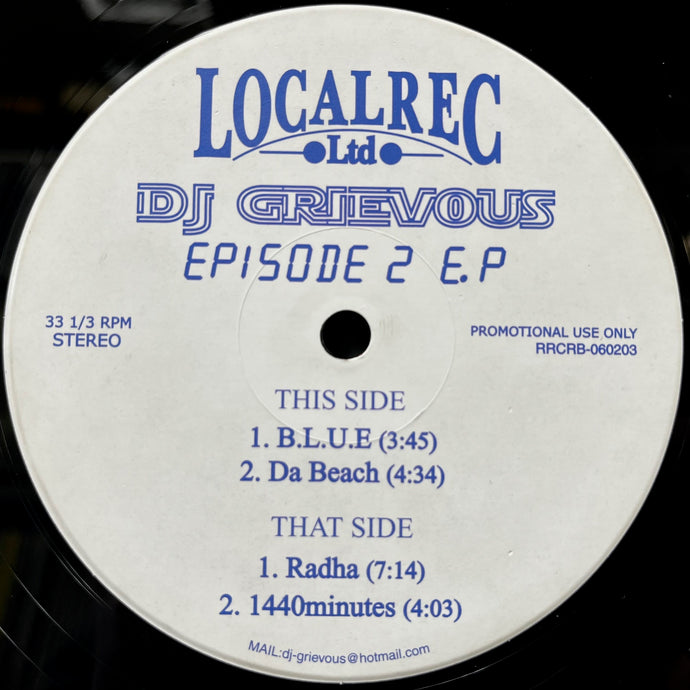 LOCALREC
Ltd
DJ GRIEVOUS
EPISODE 2 E.P
33 1/3 RPM
STEREO
PROMOTIONAL USE ONLY
RRCRB-060203
THIS SIDE
1. B.L.U.E (3:45)
2. Da Beach (4:34)
THAT SIDE
1. Radha (7:14)
2. 1440minutes (4:03)
MAIL:dj-grievous@hotmail.com